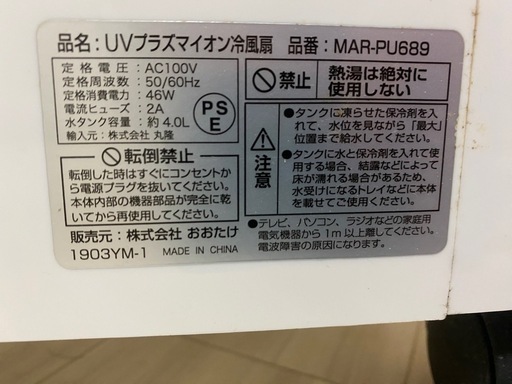 品名:UVプラズマイオン冷風扇 品番:MAR-PU689
定格電圧:AC100V
定格周波数:50/60Hz
定格消費電力:46W
電流ヒューズ:2A
水タンク容量:約4.0L
輸入元:株式会社 丸隆
PS
E
転倒禁止
転倒した時はすぐにコンセントか
ら電源プラグを抜いてください。
本体内部の機器部品が完全に乾
いてから再使用してください。
販売元:株式会社 おおたけ
1903YM-1 MADE IN CHINA
禁止
熱湯は絶対に
使用しない
注意
●タンクに凍らせた保冷剤を入
れて、水位を見ながら「最大」
位置まで給水してください。
●タンクに水と保冷剤を入れて使
用する場合、結露などによって
床が濡れる場合があるため、
水受けになるトレイなどに本体
を載せてご使用ください。
●テレビ、パソコン、ラジオなどの家庭用
電気機器から1m以上離してください。
電波障害の原因になります。